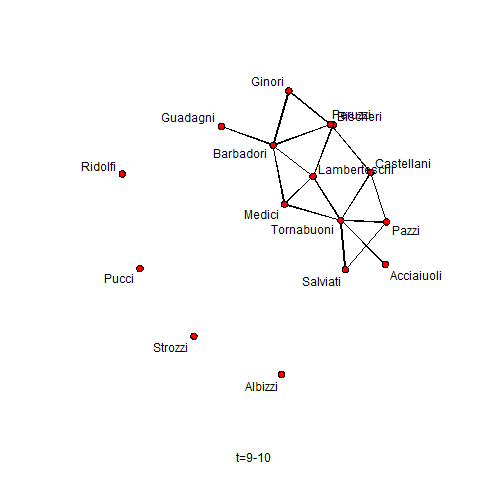 Ginori
Peruzzi
Bischeri
Guadagni
Barbadori
Ridolfi
Castellani
Lamberteschi
Medici
Tornabuoni
Pazzi
Pucci
Salviati
Acciaiuoli
Strozzi
Albizzi
t=9-10